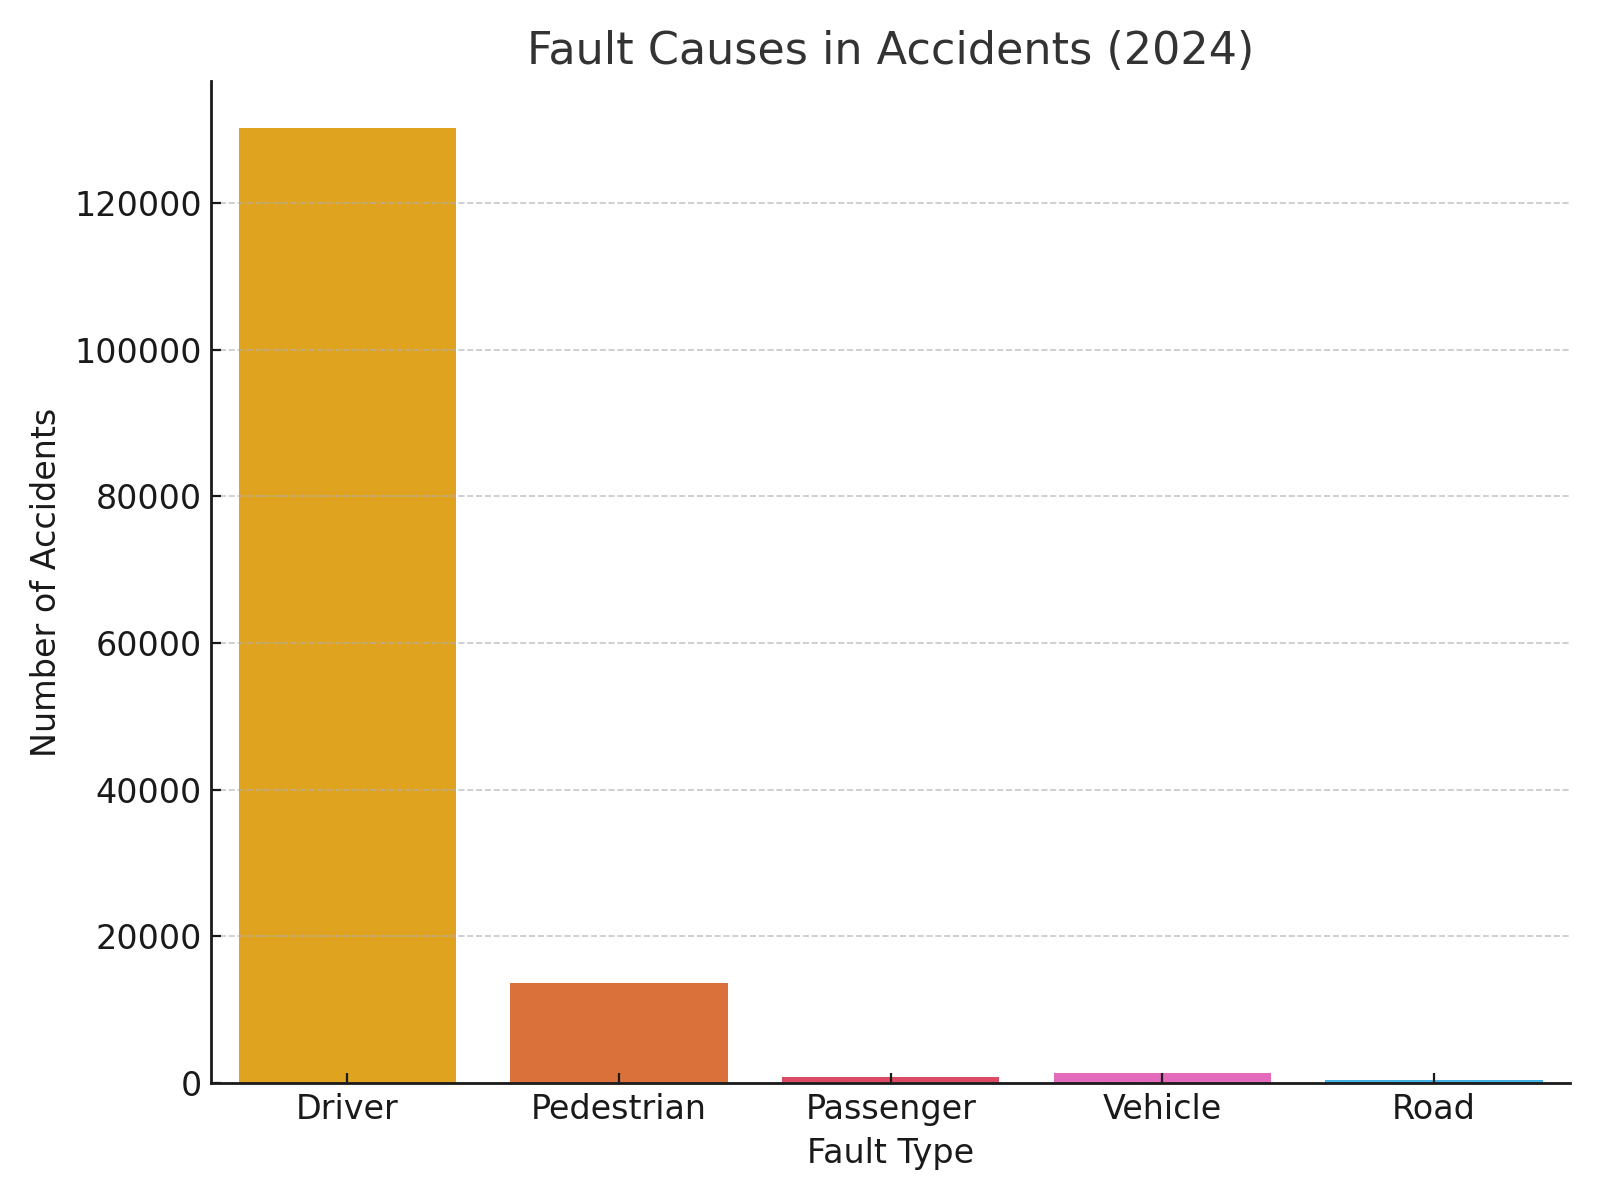 Fault Causes in Accidents (2024)
Number of Accidents
120000
100000
80000
60000
40000
20000
0
Driver Pedestrian Passenger Vehicle Road
Fault Type